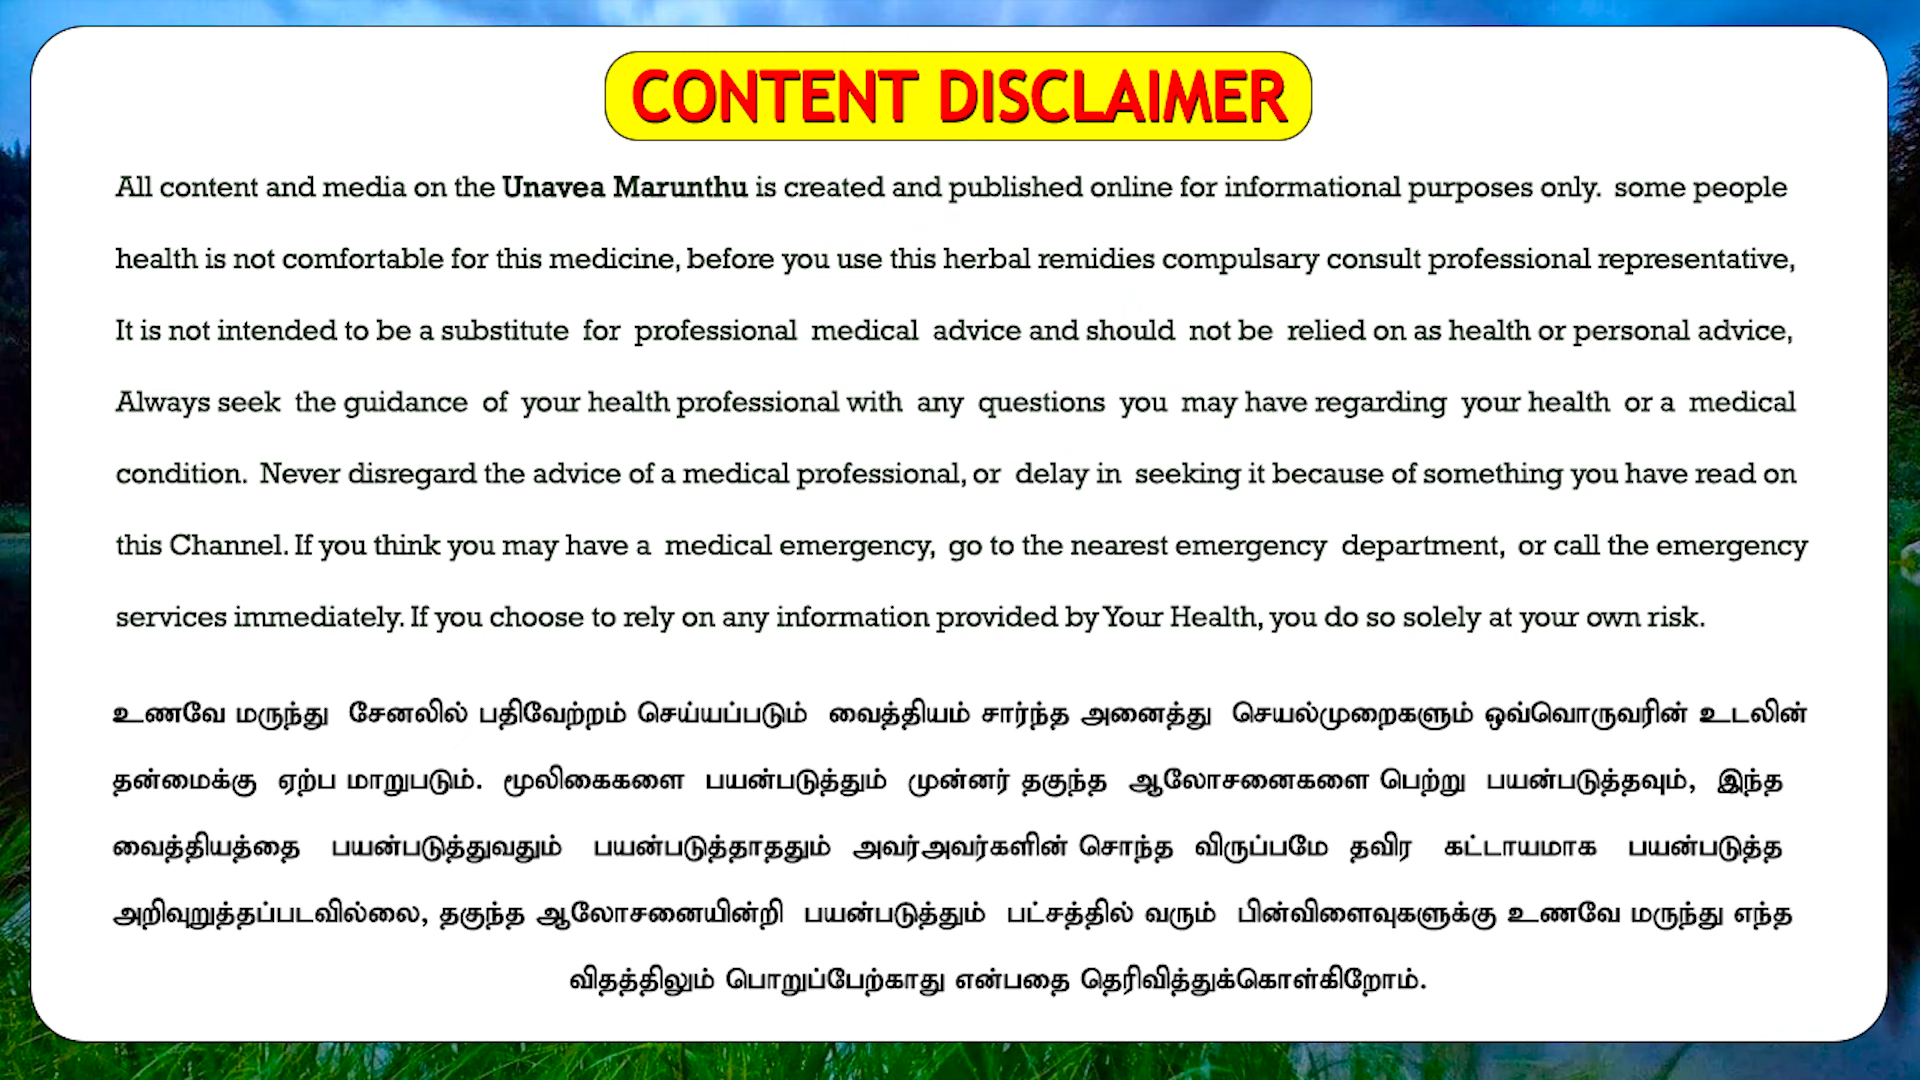 CONTENT DISCLAIMER
All content and media on the Unavea Marunthu is created and published online for informational purposes only. some people
health is not comfortable for this medicine, before you use this herbal remidies compulsary consult professional representative,
It is not intended to be a substitute for professional medical advice and should not be relied on as health or personal advice,
Always seek the guidance of your health professional with any questions you may have regarding your health or a medical
condition. Never disregard the advice of a medical professional, or delay in seeking it because of something you have read on
this Channel. If you think you may have a medical emergency, go to the nearest emergency department, or call the emergency
services immediately. If you choose to rely on any information provided by Your Health, you do so solely at your own risk.
உணவே மருந்து சேனலில் பதிவேற்றம் செய்யப்படும் வைத்தியம் சார்ந்த அனைத்து செயல்முறைகளும் ஒவ்வொருவரின் உடலின்
தன்மைக்கு ஏற்ப மாறுபடும். மூலிகைகளை பயன்படுத்தும் முன்னர் தகுந்த ஆலோசனைகளை பெற்று பயன்படுத்தவும், இந்த
வைத்தியத்தை பயன்படுத்துவதும் பயன்படுத்தாததும் அவர்அவர்களின் சொந்த விருப்பமே தவிர கட்டாயமாக பயன்படுத்த
அறிவுறுத்தப்படவில்லை, தகுந்த ஆலோசனையின்றி பயன்படுத்தும் பட்சத்தில் வரும் பின்விளைவுகளுக்கு உணவே மருந்து எந்த
விதத்திலும் பொறுப்பேற்காது என்பதை தெரிவித்துக்கொள்கிறோம்.